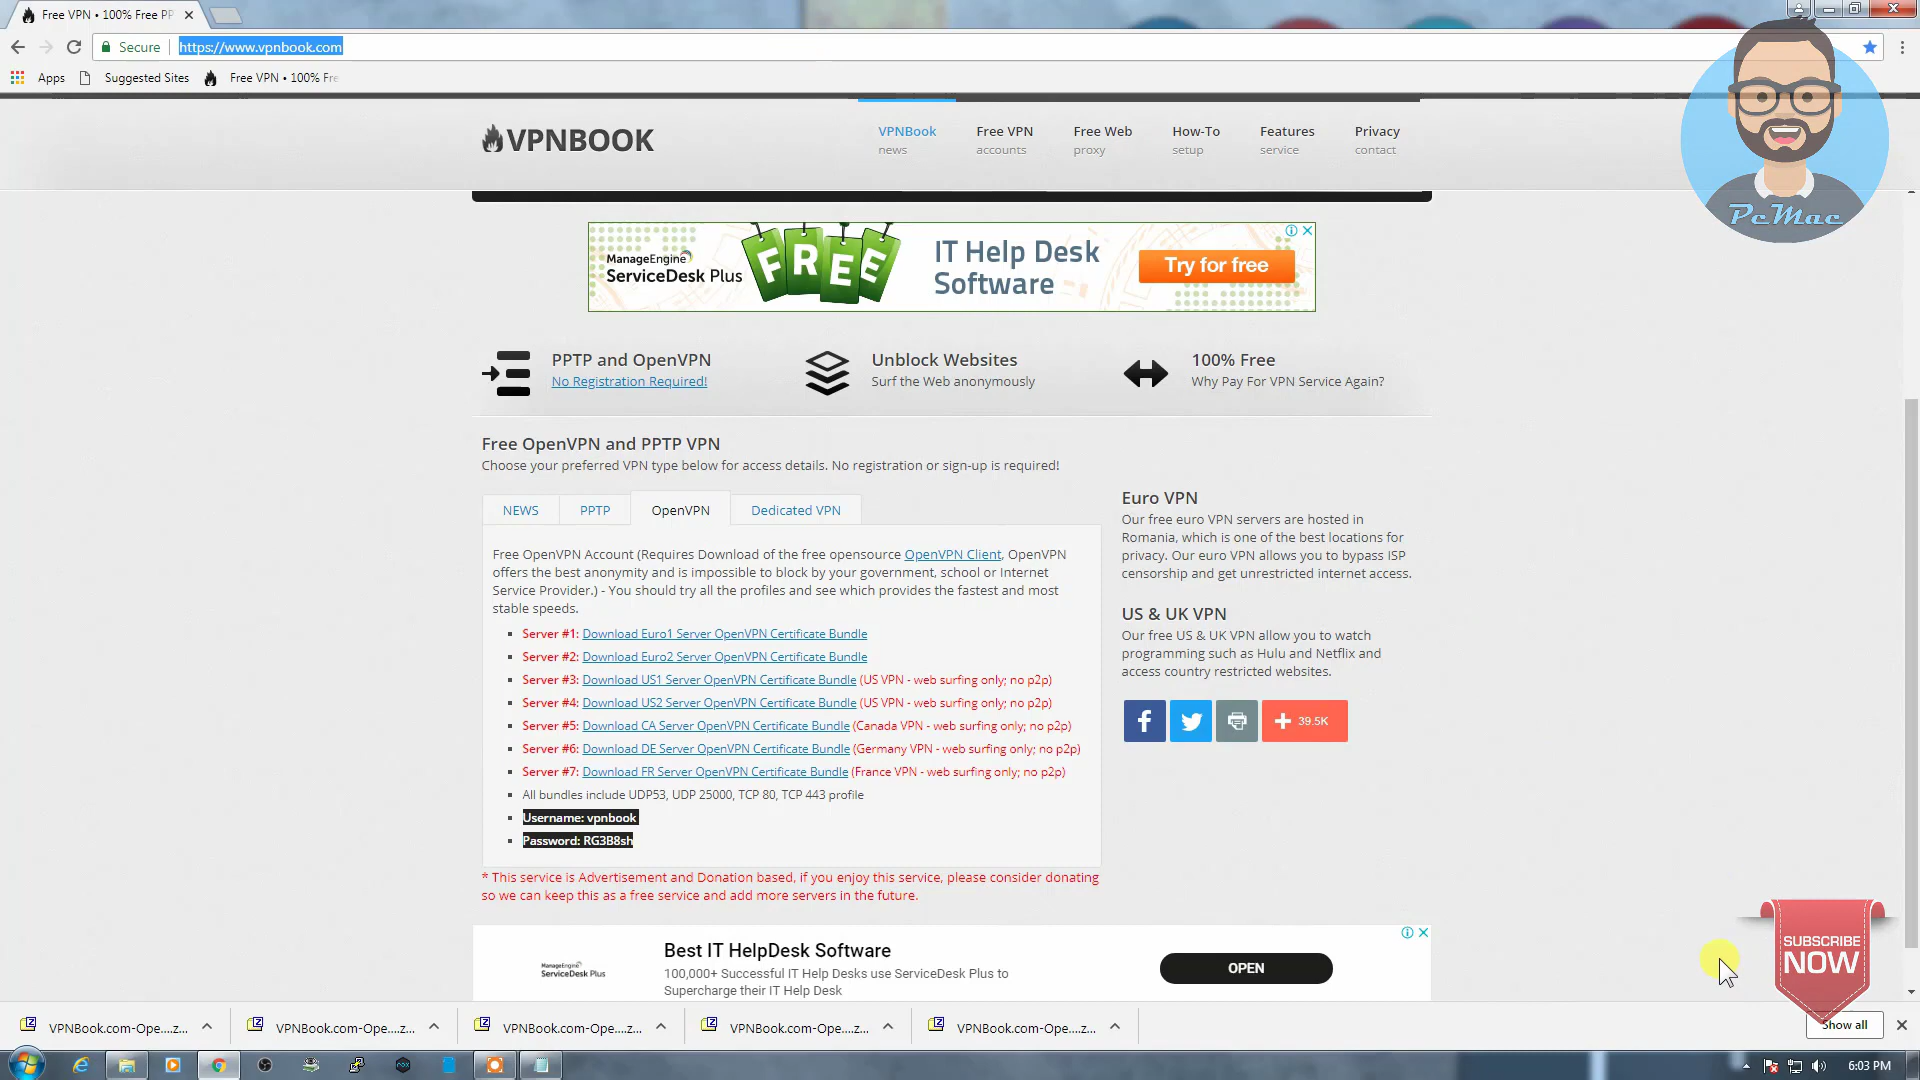 Free VPN • 100% Free PP
Secure
https://www.vpnbook.com
Apps
Suggested Sites
Free VPN • 100% Fre
VPNBOOK
VPNBook
news
Free VPN
accounts
Free Web
proxy
How-To
setup
Features
service
Privacy
contact
PcMac
ManageEngine
ServiceDesk Plus
FREE
IT Help Desk
Software
Try for free
PPTP and OpenVPN
No Registration Required!
Unblock Websites
Surf the Web anonymously
100% Free
Why Pay For VPN Service Again?
Free OpenVPN and PPTP VPN
Choose your preferred VPN type below for access details. No registration or sign-up is required!
NEWS
PPTP
OpenVPN
Dedicated VPN
Free OpenVPN Account (Requires Download of the free opensource OpenVPN Client, OpenVPN
offers the best anonymity and is impossible to block by your government, school or Internet
Service Provider.) - You should try all the profiles and see which provides the fastest and most
stable speeds.
Server #1: Download Euro1 Server OpenVPN Certificate Bundle
Server #2: Download Euro2 Server OpenVPN Certificate Bundle
Server #3: Download US1 Server OpenVPN Certificate Bundle (US VPN - web surfing only; no p2p)
Server #4: Download US2 Server OpenVPN Certificate Bundle (US VPN - web surfing only; no p2p)
Server #5: Download CA Server OpenVPN Certificate Bundle (Canada VPN - web surfing only; no p2p)
Server #6: Download DE Server OpenVPN Certificate Bundle (Germany VPN - web surfing only; no p2p)
Server #7: Download FR Server OpenVPN Certificate Bundle (France VPN - web surfing only; no p2p)
All bundles include UDP53, UDP 25000, TCP 80, TCP 443 profile
Username: vpnbook
Password: RG3B8sh
* This service is Advertisement and Donation based, if you enjoy this service, please consider donating
so we can keep this as a free service and add more servers in the future.
Euro VPN
Our free euro VPN servers are hosted in
Romania, which is one of the best locations for
privacy. Our euro VPN allows you to bypass ISP
censorship and get unrestricted internet access.
US & UK VPN
Our free US & UK VPN allow you to watch
programming such as Hulu and Netflix and
access country restricted websites.
39.5K
ManageEngine
ServiceDesk Plus
Best IT HelpDesk Software
100,000+ Successful IT Help Desks use ServiceDesk Plus to
Supercharge their IT Help Desk
OPEN
SUBSCRIBE
NOW
VPNBook.com-Ope....z...
VPNBook.com-Ope....z...
VPNBook.com-Ope....z...
VPNBook.com-Ope....z...
VPNBook.com-Ope....z...
Show all
6:03 PM